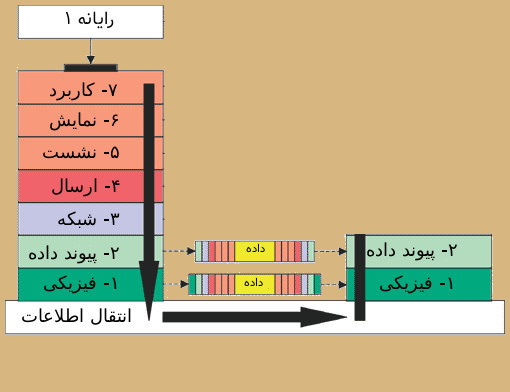 رایانه ۱
۷- کاربرد
۶- نمایش
۵- نشست
۴- ارسال
۳- شبکه
۲- پیوند داده
داده
۲- پیوند داده
۱- فیزیکی
داده
۱- فیزیکی
انتقال اطلاعات